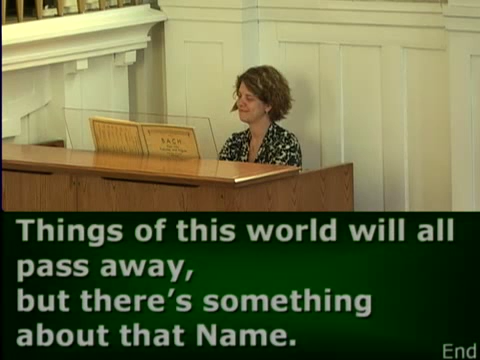 BACH
Things of this world will all
pass away,
but there's something
about that Name.
End